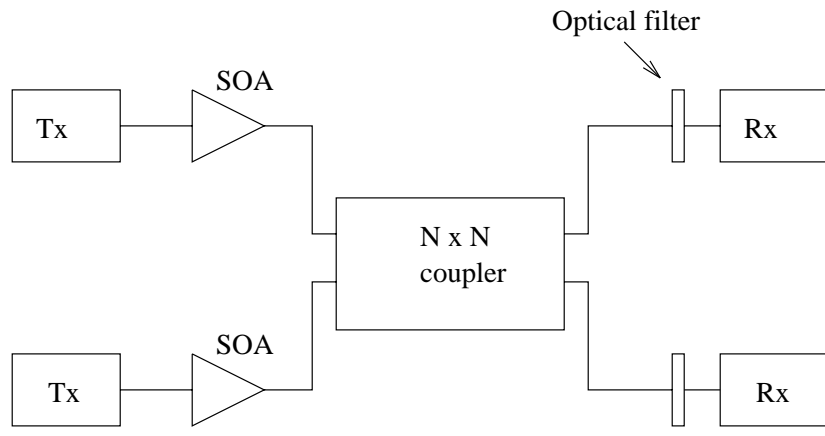 Optical filter
SOA
Tx
Rx
N x N
coupler
SOA
Tx
Rx